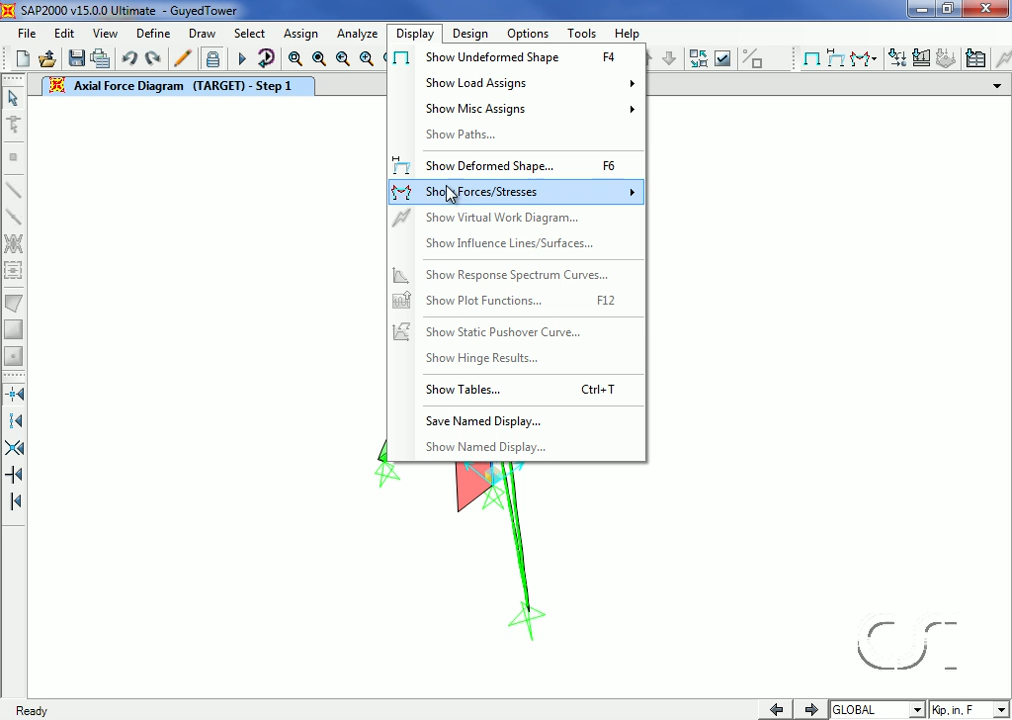 SAP2000 v15.0.0 Ultimate - GuyedTower
File Edit View Define Draw Select Assign Analyze Display Design Options Tools Help
Axial Force Diagram (TARGET) - Step 1
Show Undeformed Shape F4
Show Load Assigns
Show Misc Assigns
Show Paths...
Show Deformed Shape... F6
Show Forces/Stresses
Show Virtual Work Diagram...
Show Influence Lines/Surfaces...
Show Response Spectrum Curves...
Show Plot Functions... F12
Show Static Pushover Curve...
Show Hinge Results...
Show Tables... Ctrl+T
Save Named Display...
Show Named Display...
CSI
Ready
GLOBAL
Kip, in, F